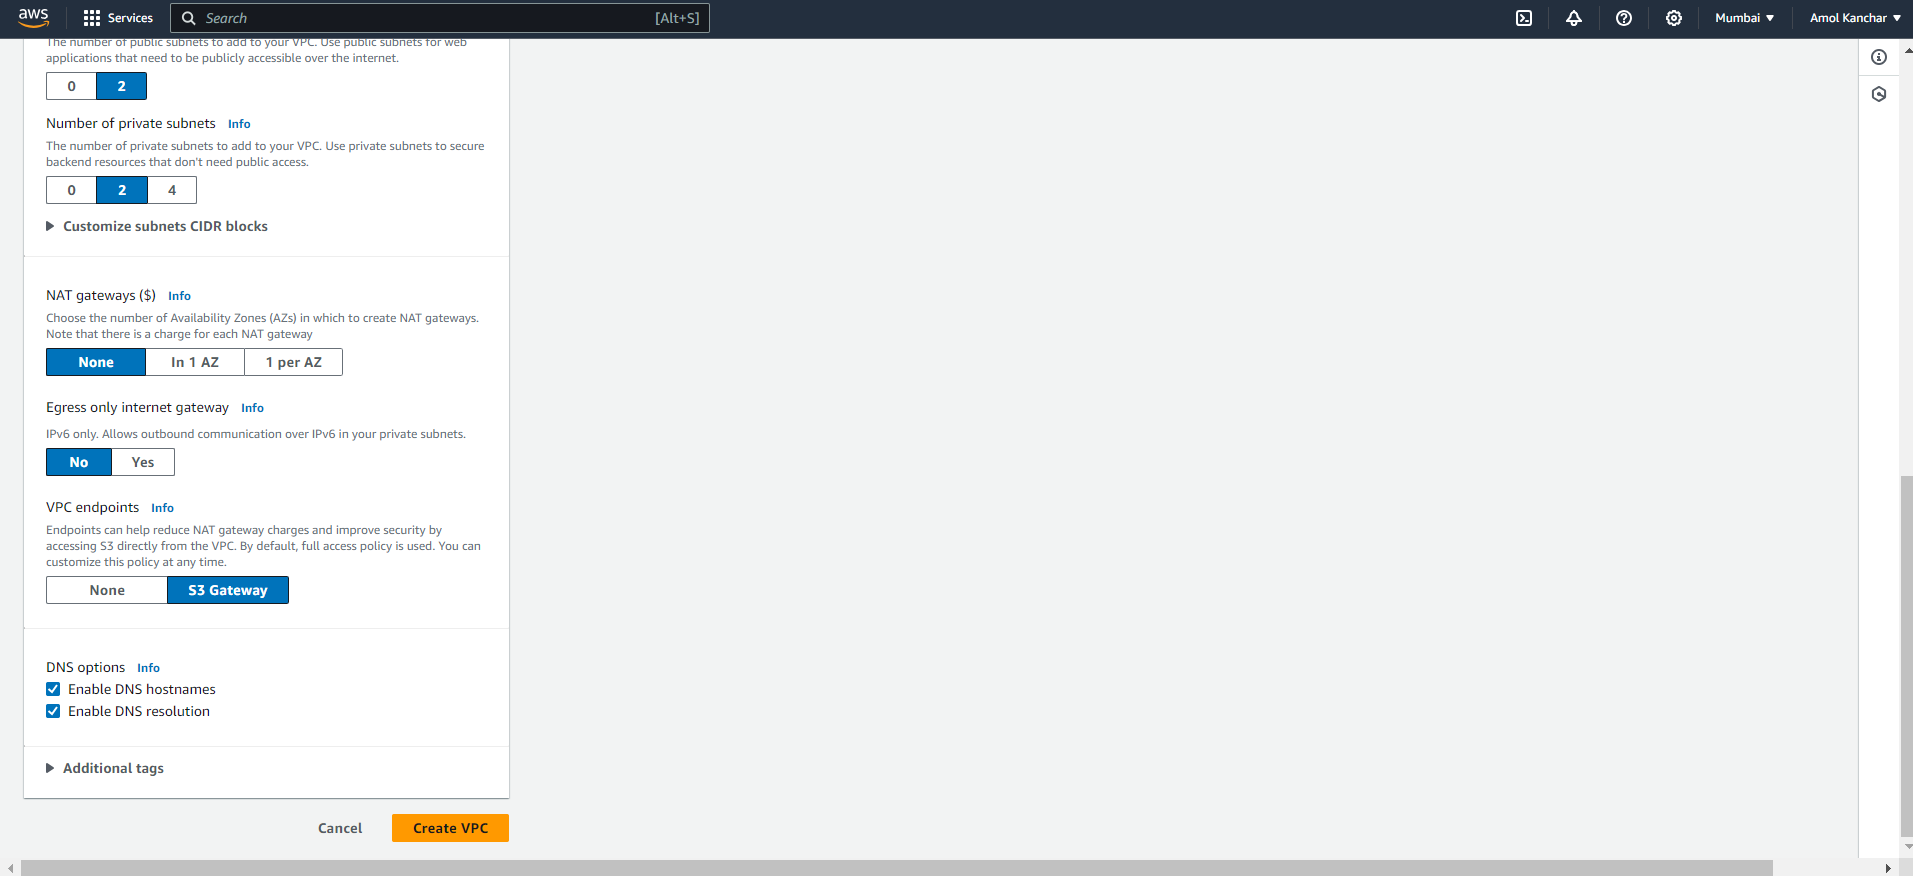 aws
Services
Search
[Alt+S]
Mumbai
Amol Kanchar
The number of public subnets to add to your VPC. Use public subnets for web
applications that need to be publicly accessible over the internet.
0
2
Number of private subnets Info
The number of private subnets to add to your VPC. Use private subnets to secure
backend resources that don't need public access.
0
2
4
Customize subnets CIDR blocks
NAT gateways ($) Info
Choose the number of Availability Zones (AZs) in which to create NAT gateways.
Note that there is a charge for each NAT gateway
None
In 1 AZ
1 per AZ
Egress only internet gateway Info
IPv6 only. Allows outbound communication over IPv6 in your private subnets.
No
Yes
VPC endpoints Info
Endpoints can help reduce NAT gateway charges and improve security by
accessing S3 directly from the VPC. By default, full access policy is used. You can
customize this policy at any time.
None
S3 Gateway
DNS options Info
Enable DNS hostnames
Enable DNS resolution
Additional tags
Cancel
Create VPC